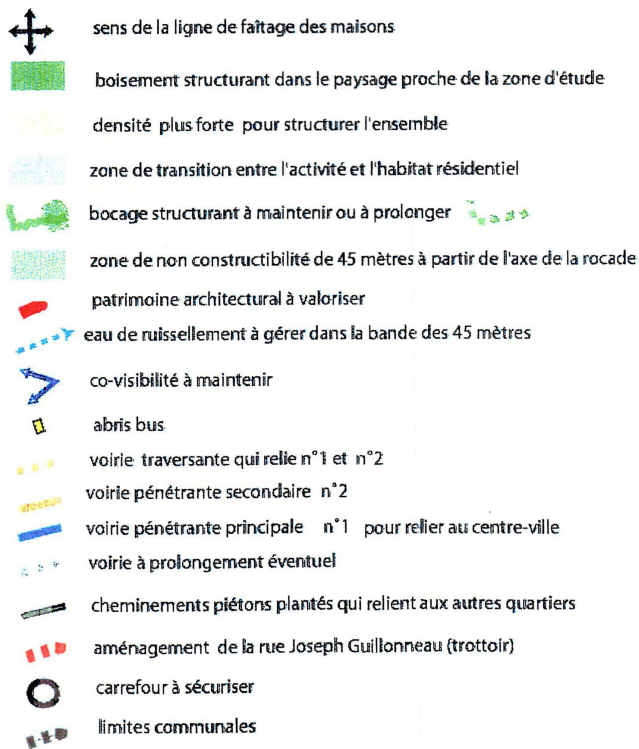 sens de la ligne de faîtage des maisons
boisement structurant dans le paysage proche de la zone d'étude
densité plus forte pour structurer l'ensemble
zone de transition entre l'activité et l'habitat résidentiel
bocage structurant à maintenir ou à prolonger
zone de non constructibilité de 45 mètres à partir de l'axe de la rocade
patrimoine architectural à valoriser
eau de ruissellement à gérer dans la bande des 45 mètres
co-visibilité à maintenir
abris bus
voirie traversante qui relie n°1 et n°2
voirie pénétrante secondaire n°2
voirie pénétrante principale n°1 pour relier au centre-ville
voirie à prolongement éventuel
cheminements piétons plantés qui relient aux autres quartiers
aménagement de la rue Joseph Guillonneau (trottoir)
carrefour à sécuriser
limites communales